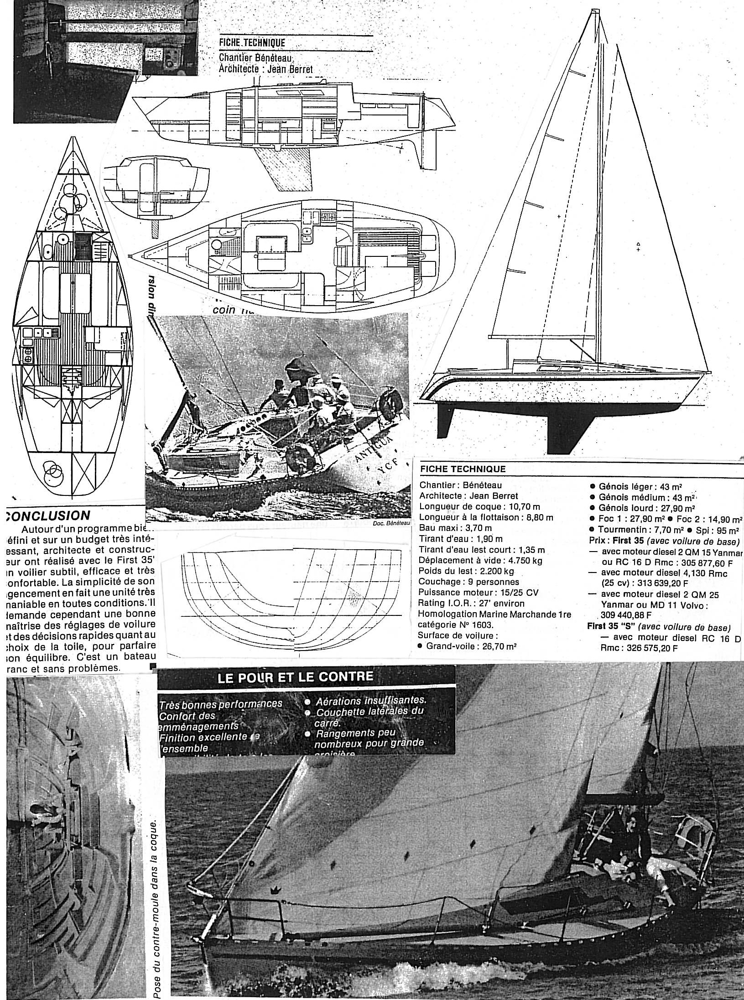 FICHE TECHNIQUE
Chantier Bénéteau
Architecte : Jean Berret
rsion dir
coin
ANTIGUA
YCF
Doc. Bénéteau
CONCLUSION
Autour d'un programme bie
éfini et sur un budget très inté-
essant, architecte et construc-
eur ont réalisé avec le First 35'
n voilier subtil, efficace et très
onfortable. La simplicité de son
gencement en fait une unité très
naniable en toutes conditions. Il
demande cependant une bonne
naîtrise des réglages de voilure
et des décisions rapides quant au
choix de la toile, pour parfaire
son équilibre. C'est un bateau
ranc et sans problèmes.
FICHE TECHNIQUE
Chantier : Bénéteau
Architecte : Jean Berret
Longueur de coque : 10,70 m
Longueur à la flottaison : 8,80 m
Bau maxi : 3,70 m
Tirant d'eau : 1,90 m
Tirant d'eau lest court : 1,35 m
Déplacement à vide : 4.750 kg
Poids du lest : 2.200 kg
Couchage : 9 personnes
Puissance moteur : 15/25 CV
Rating I.O.R. : 27' environ
Homologation Marine Marchande 1re
catégorie N° 1603.
Surface de voilure :
● Grand-voile : 26,70 m²
● Génois léger : 43 m²
● Génois médium : 43 m²
● Génois lourd : 27,90 m²
● Foc 1 : 27,90 m² ● Foc 2 : 14,90 m²
● Tourmentin : 7,70 m² ● Spi : 95 m²
Prix : First 35 (avec voilure de base)
— avec moteur diesel 2 QM 15 Yanmar
ou RC 16 D Rmc : 305 877,60 F
— avec moteur diesel 4,130 Rmc
(25 cv) : 313 639,20 F
— avec moteur diesel 2 QM 25
Yanmar ou MD 11 Volvo :
309 440,88 F
First 35 "S" (avec voilure de base)
— avec moteur diesel RC 16 D
Rmc : 326 575,20 F
LE POUR ET LE CONTRE
Très bonnes performances
Confort des
emménagements
Finition excellente de
l'ensemble
● Aérations insuffisantes.
● Couchette latérales du
carré.
● Rangements peu
nombreux pour grande
croisière
Pose du contre-moule dans la coque.